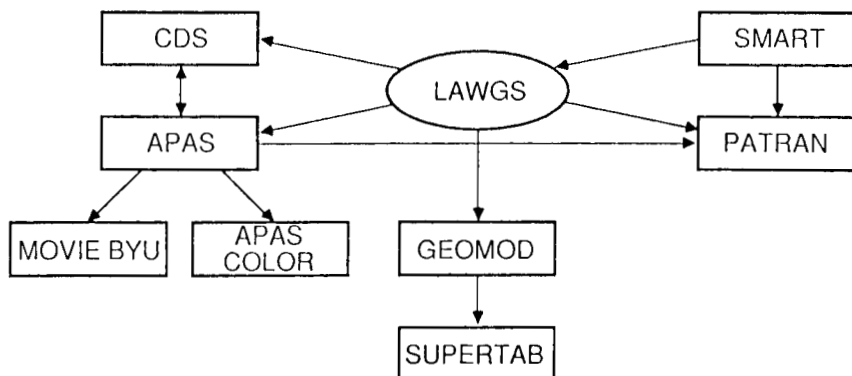 CDS
SMART
LAWGS
APAS
PATRAN
MOVIE BYU
APAS
COLOR
GEOMOD
SUPERTAB